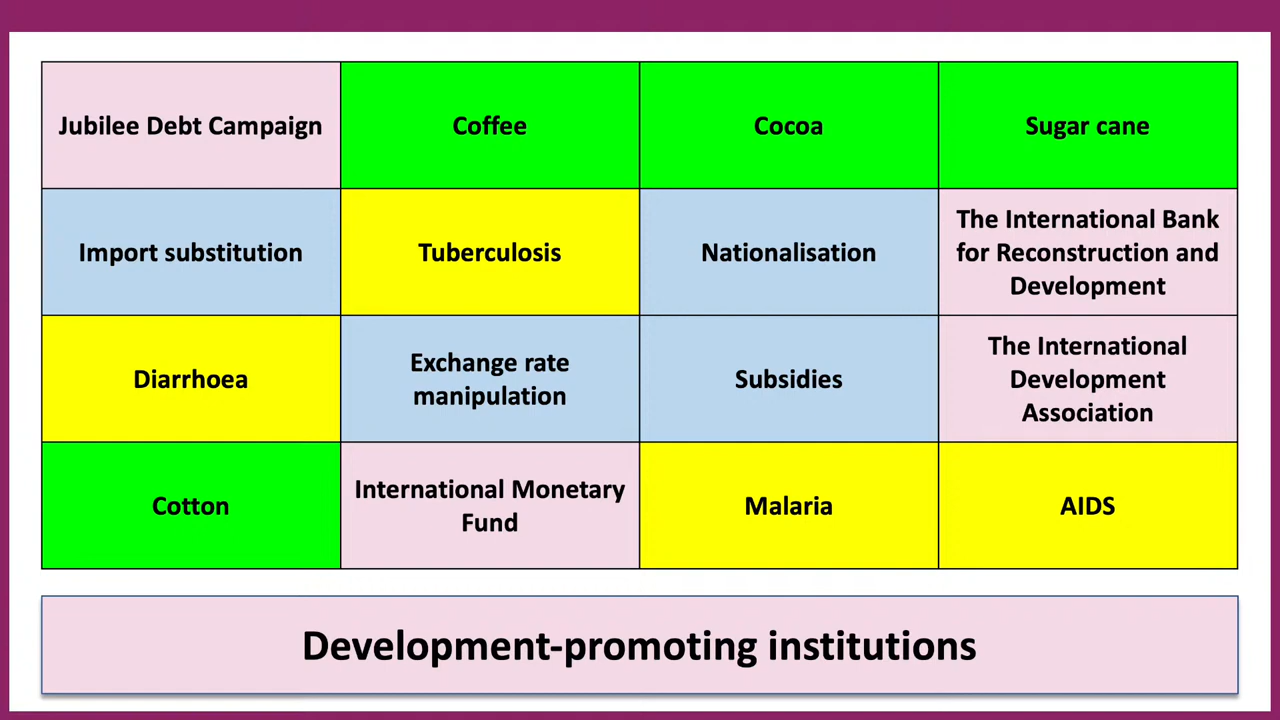 Jubilee Debt Campaign
Coffee
Cocoa
Sugar cane
Import substitution
Tuberculosis
Nationalisation
The International Bank
for Reconstruction and
Development
Diarrhoea
Exchange rate
manipulation
Subsidies
The International
Development
Association
Cotton
International Monetary
Fund
Malaria
AIDS
Development-promoting institutions